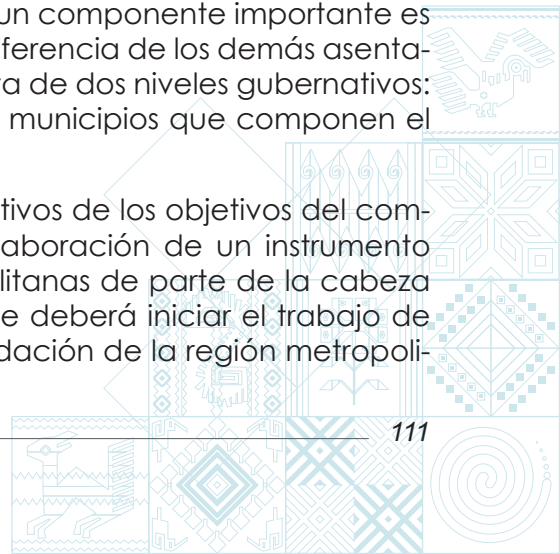 un componente importante es
ferencia de los demás asenta-
a de dos niveles gubernativos:
municipios que componen el
tivos de los objetivos del com-
aboración de un instrumento
litanas de parte de la cabeza
e deberá iniciar el trabajo de
dación de la región metropoli-
111